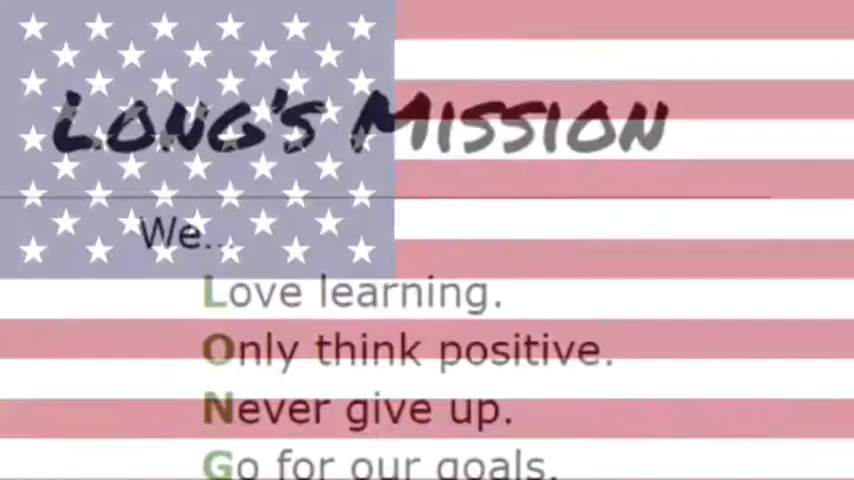 Long's Mission
We...
Love learning.
Only think positive.
Never give up.
Go for our goals.